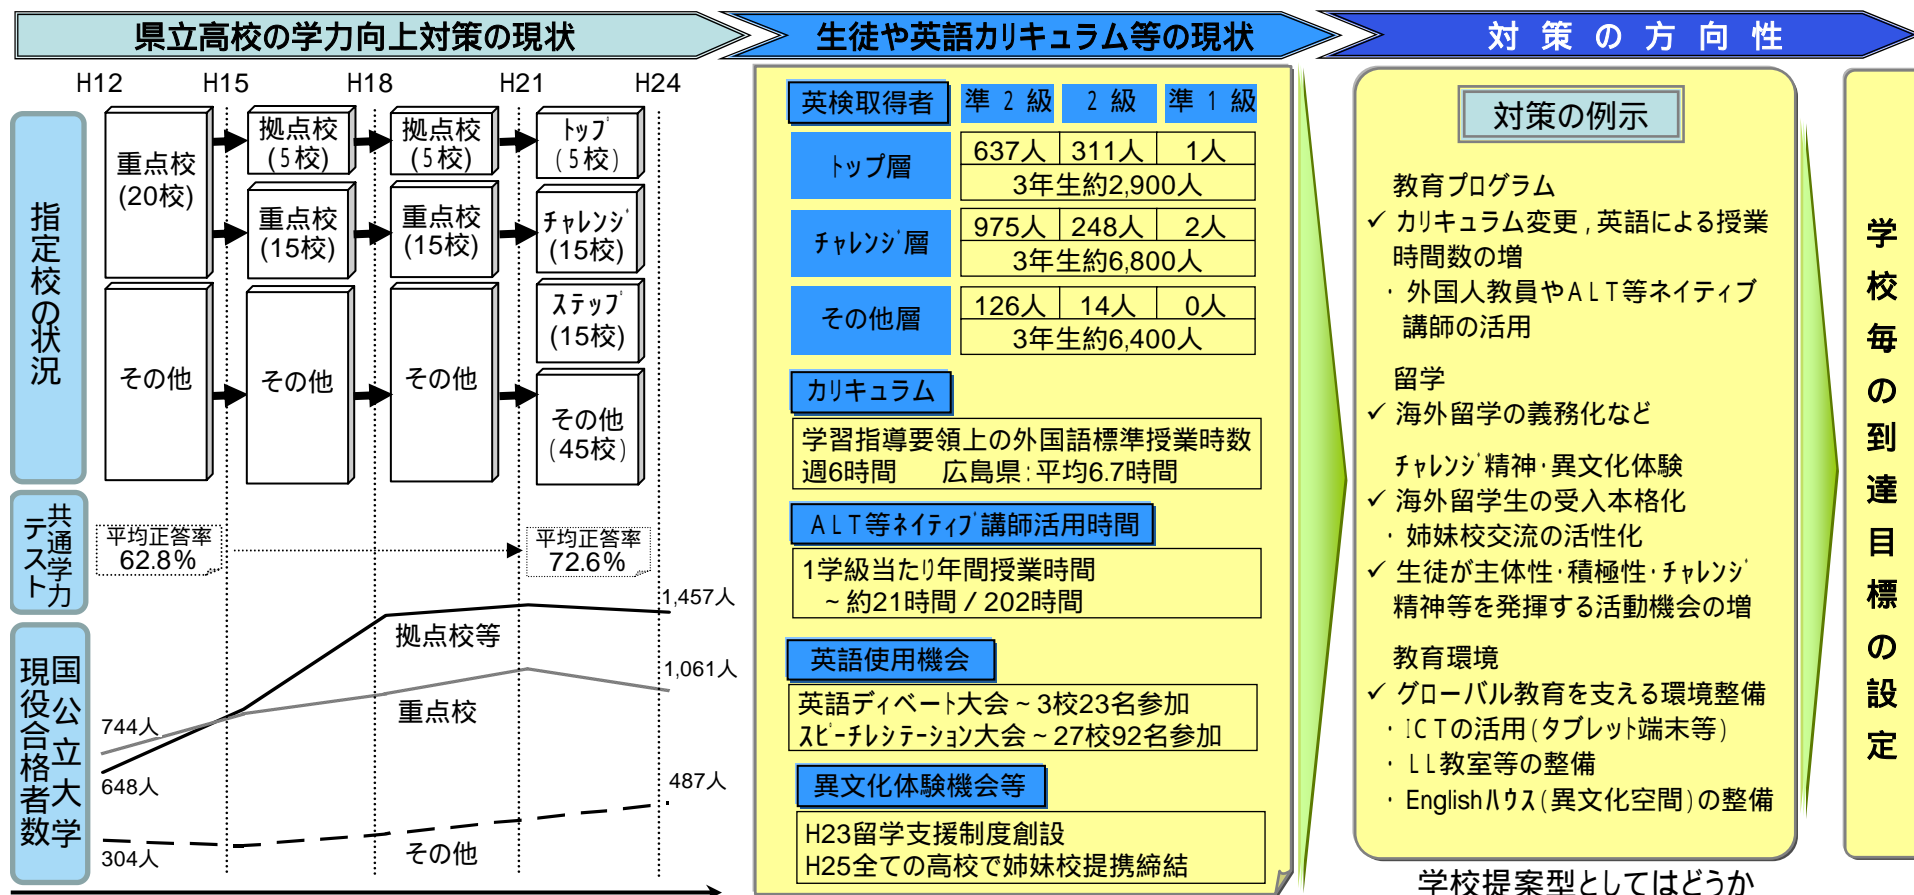 県立高校の学力向上対策の現状
生徒や英語カリキュラム等の現状
対策の方向性
H12 H15 H18 H21 H24
指定校の状況
重点校
(20校)
その他
拠点校
(5校)
重点校
(15校)
その他
拠点校
(5校)
重点校
(15校)
その他
ﾄｯﾌﾟ
(5校)
ﾁｬﾚﾝｼﾞ
(15校)
ｽﾃｯﾌﾟ
(15校)
その他
(45校)
共通学力
テスト
平均正答率
62.8%
平均正答率
72.6%
国公立大学
現役合格者数
1,457人
拠点校等
1,061人
重点校
744人
648人
487人
その他
304人
英検取得者 準2級 2級 準1級
トップ層 637人 311人 1人
3年生約2,900人
ﾁｬﾚﾝｼﾞ層 975人 248人 2人
3年生約6,800人
その他層 126人 14人 0人
3年生約6,400人
カリキュラム
学習指導要領上の外国語標準授業時数
週6時間 広島県:平均6.7時間
ALT等ﾈｲﾃｨﾌﾞ講師活用時間
1学級当たり年間授業時間
~約21時間/202時間
英語使用機会
英語ディベート大会~3校23名参加
ｽﾋﾟｰﾁﾚｼﾃｰｼｮﾝ大会~27校92名参加
異文化体験機会等
H23留学支援制度創設
H25全ての高校で姉妹校提携締結
対策の例示
教育プログラム
✓ カリキュラム変更,英語による授業
時間数の増
・外国人教員やALT等ネイティブ
講師の活用
留学
✓ 海外留学の義務化など
ﾁｬﾚﾝｼﾞ精神・異文化体験
✓ 海外留学生の受入本格化
・姉妹校交流の活性化
✓ 生徒が主体性・積極性・ﾁｬﾚﾝｼﾞ
精神等を発揮する活動機会の増
教育環境
✓ グローバル教育を支える環境整備
・ICTの活用(タブレット端末等)
・LL教室等の整備
・Englishﾊｳｽ(異文化空間)の整備
学校提案型としてはどうか
学校毎の到達目標の設定